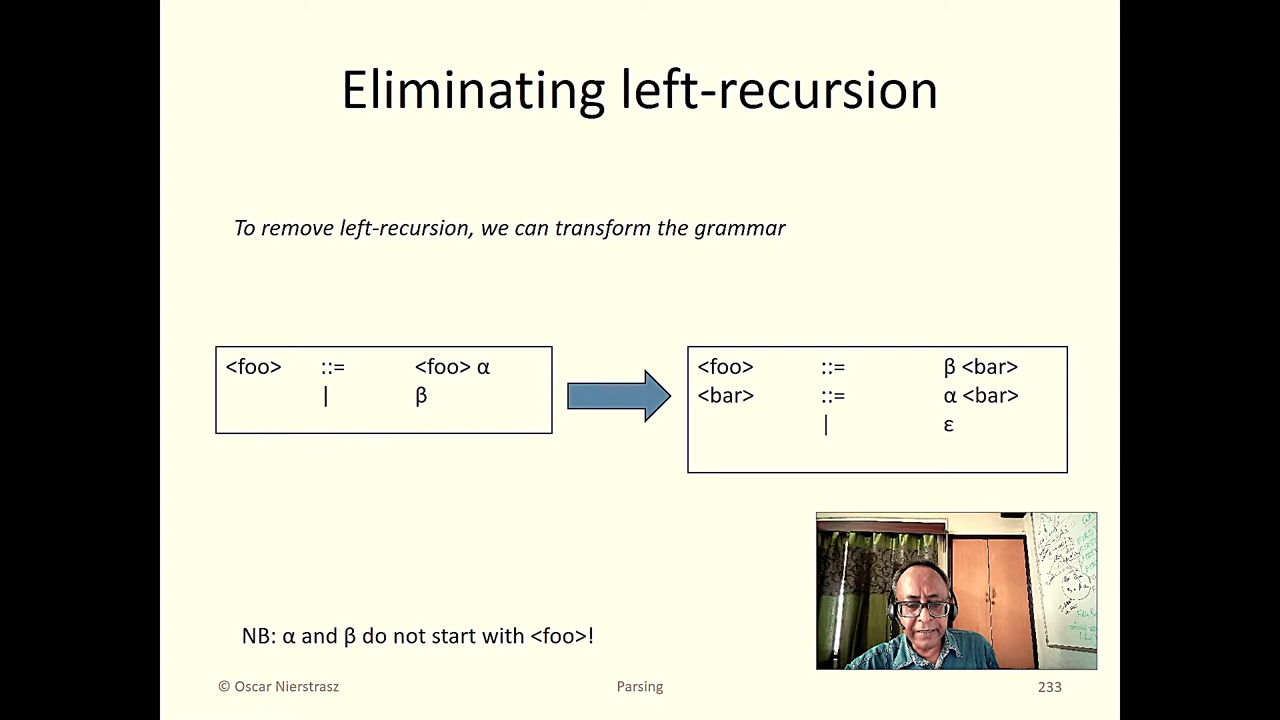 Eliminating left-recursion
To remove left-recursion, we can transform the grammar
<foo> ::= <foo> α
| β
<foo> ::= β <bar>
<bar> ::= α <bar>
| ε
NB: α and β do not start with <foo>!
© Oscar Nierstrasz
Parsing
233